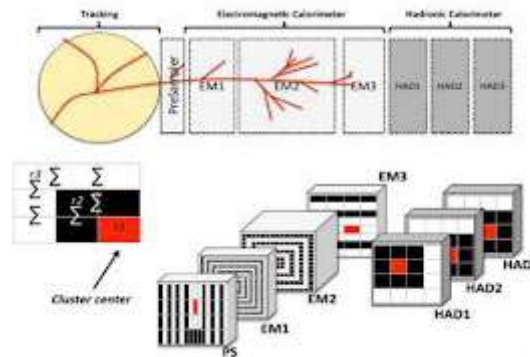 Tracking
Electromagnetic Calorimeter
Hadronic Calorimeter
PreSampler
EM1
EM2
EM3
HAD1
HAD2
HAD3
Σ
Σ
Σ
Σ
Σ
Σ
Cluster center
PS
EM1
EM2
EM3
HAD1
HAD2
HAD